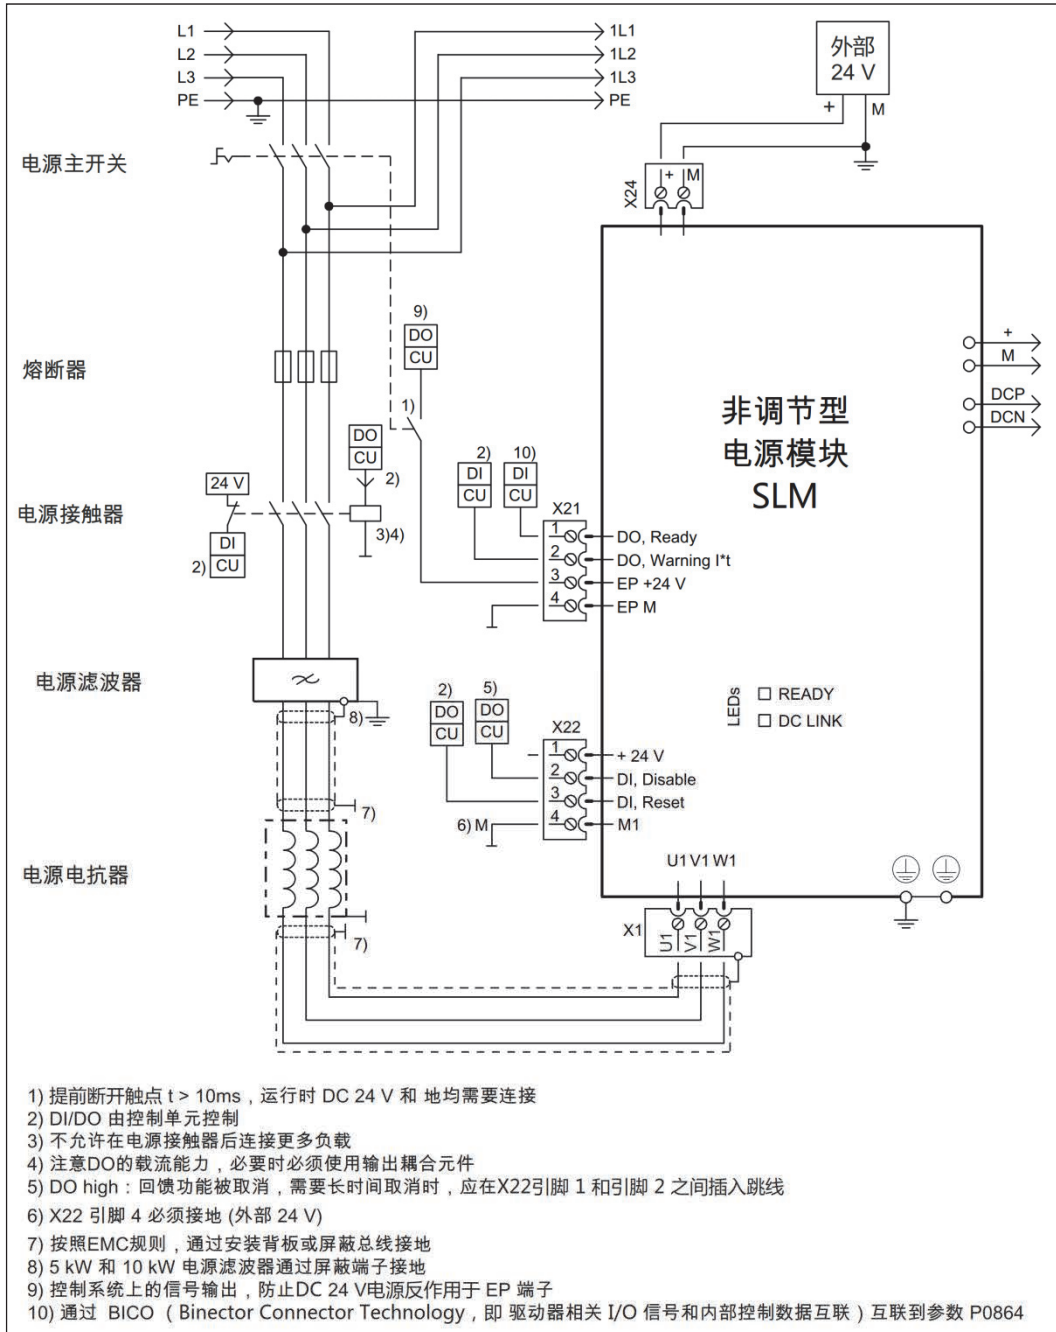 L1
1L1
L2
1L2
L3
1L3
PE
PE
外部
24 V
+
M
电源主开关
X24
+
M
9)
DO
CU
熔断器
+
M
DCP
DCN
1)
非调节型
电源模块
SLM
DO
CU
2)
2)
DI
CU
10)
DI
CU
24 V
电源接触器
3)4)
DI
CU
2)
X21
1
DO, Ready
2
DO, Warning I*t
3
EP +24 V
4
EP M
电源滤波器
8)
2)
DO
CU
5)
DO
CU
LEDs
READY
DC LINK
X22
1
+ 24 V
2
DI, Disable
3
DI, Reset
4
M1
6) M
7)
电源电抗器
U1 V1 W1
X1
U1
V1
W1
7)
1) 提前断开触点 t > 10ms，运行时 DC 24 V 和 地均需要连接
2) DI/DO 由控制单元控制
3) 不允许在电源接触器后连接更多负载
4) 注意DO的载流能力，必要时必须使用输出耦合元件
5) DO high：回馈功能被取消，需要长时间取消时，应在X22引脚 1 和引脚 2 之间插入跳线
6) X22 引脚 4 必须接地 (外部 24 V)
7) 按照EMC规则，通过安装背板或屏蔽总线接地
8) 5 kW 和 10 kW 电源滤波器通过屏蔽端子接地
9) 控制系统上的信号输出，防止DC 24 V电源反作用于 EP 端子
10) 通过 BICO （Binector Connector Technology，即 驱动器相关 I/O 信号和内部控制数据互联）互联到参数 P0864